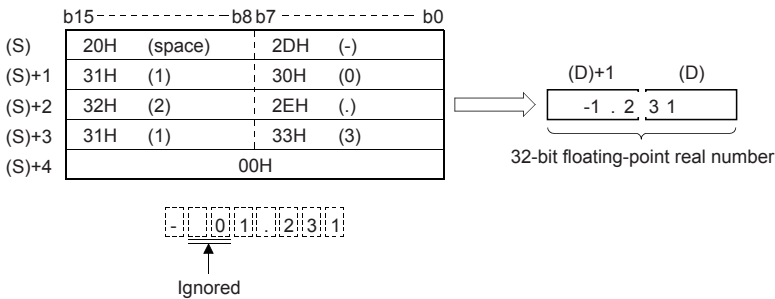 b15 b8 b7 b0
(S) 20H (space) 2DH (-)
(S)+1 31H (1) 30H (0)
(S)+2 32H (2) 2EH (.)
(S)+3 31H (1) 33H (3)
(S)+4 00H
(D)+1 (D)
-1 . 2 3 1
32-bit floating-point real number
- 0 1 . 2 3 1
Ignored